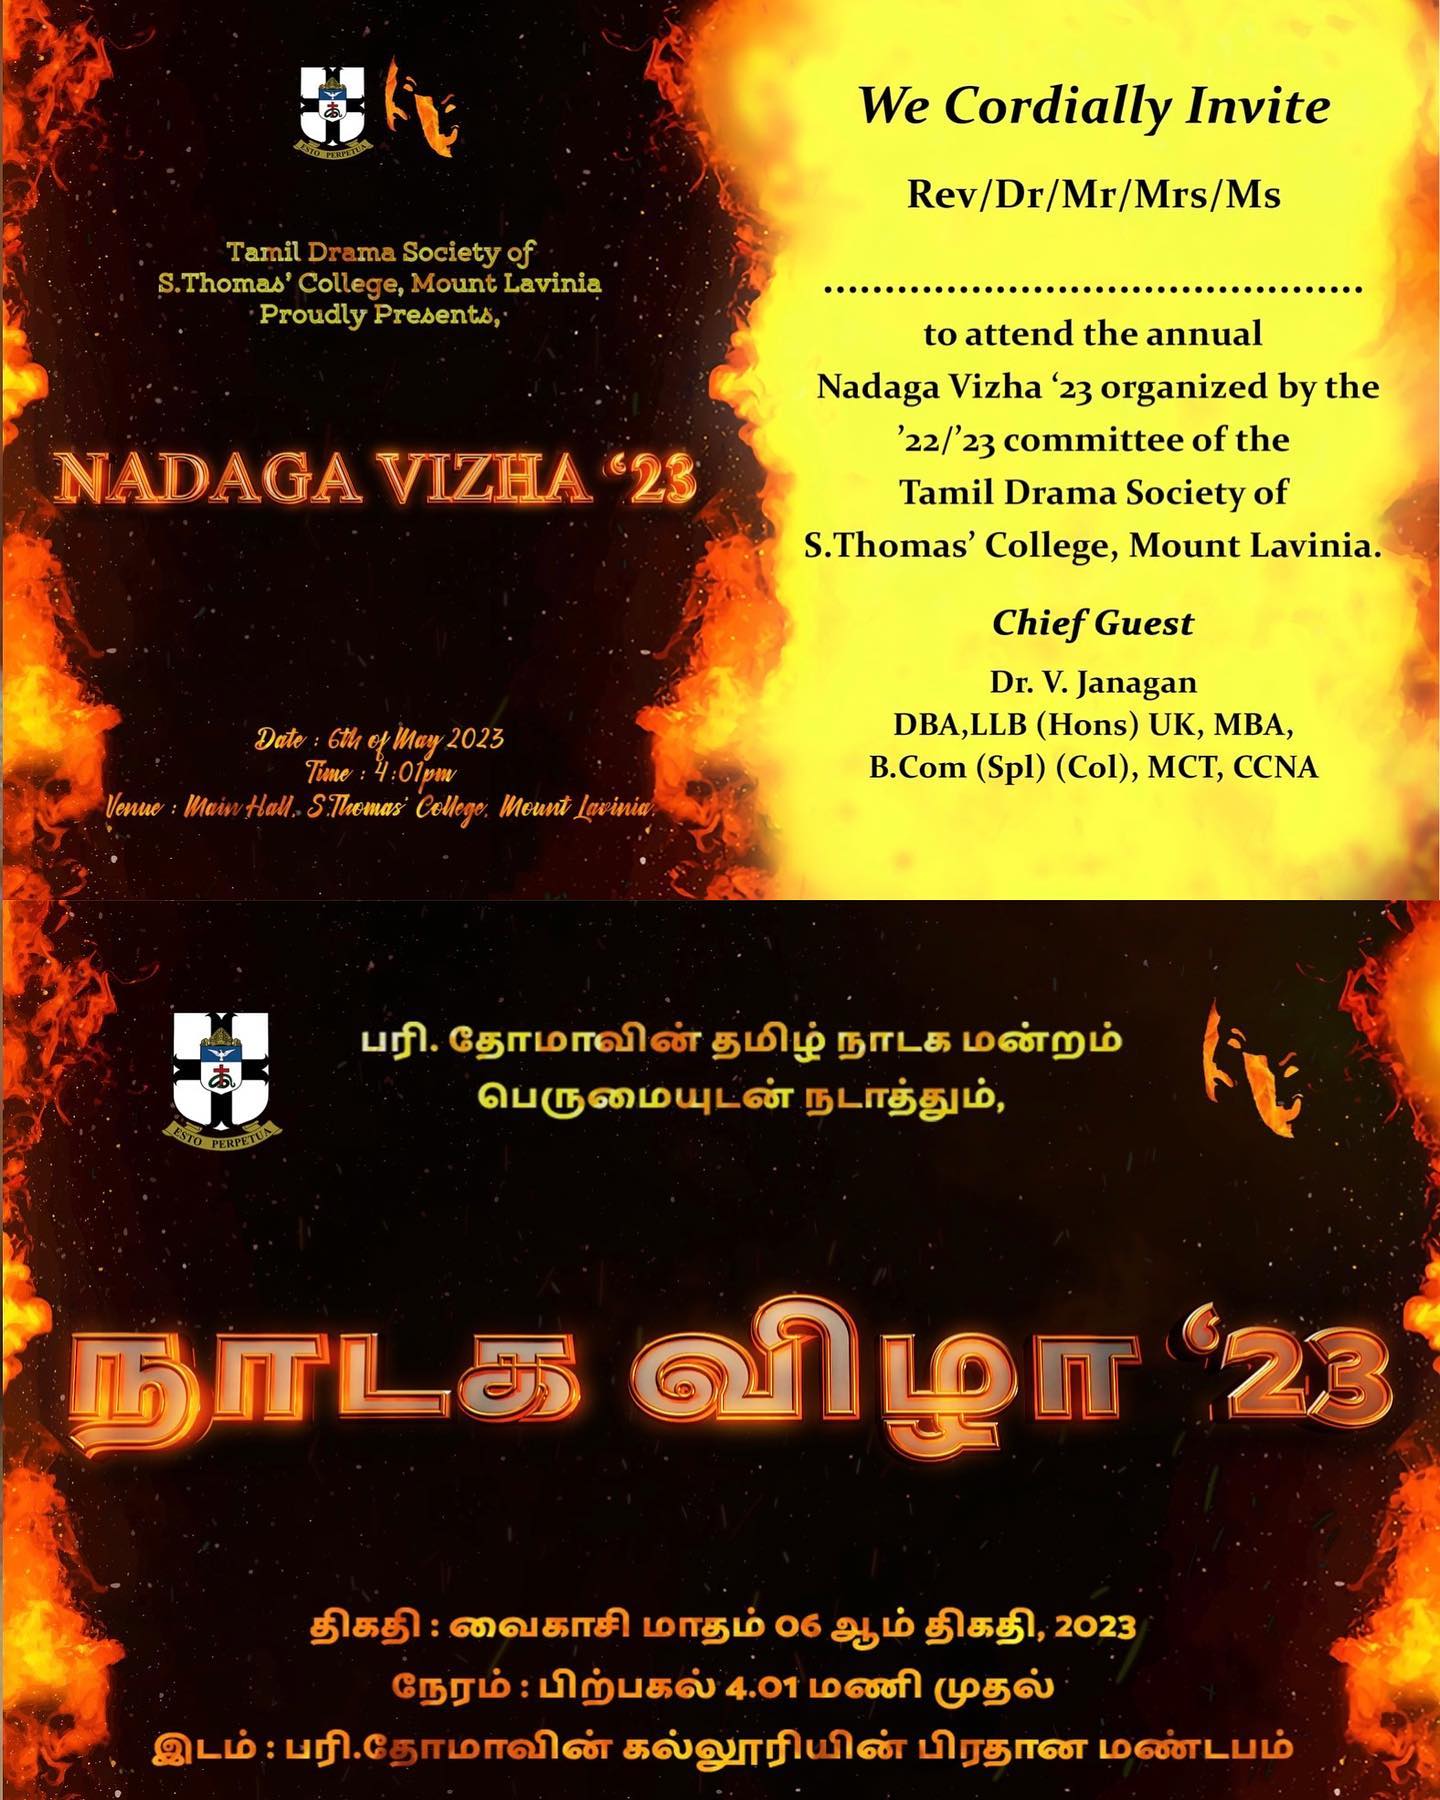 ESTO PERPETUA
Tamil Drama Society of
S.Thomas' College, Mount Lavinia
Proudly Presents,
NADAGA VIZHA ‘23
Date : 6th of May 2023
Time : 4:01pm
Venue : Main Hall, S.Thomas' College, Mount Lavinia.
We Cordially Invite
Rev/Dr/Mr/Mrs/Ms
............................................
to attend the annual
Nadaga Vizha ‘23 organized by the
’22/’23 committee of the
Tamil Drama Society of
S.Thomas’ College, Mount Lavinia.
Chief Guest
Dr. V. Janagan
DBA,LLB (Hons) UK, MBA,
B.Com (Spl) (Col), MCT, CCNA
ESTO PERPETUA
பரி. தோமாவின் தமிழ் நாடக மன்றம்
பெருமையுடன் நடாத்தும்,
நாடக விழா ‘23
திகதி : வைகாசி மாதம் 06 ஆம் திகதி, 2023
நேரம் : பிற்பகல் 4.01 மணி முதல்
இடம் : பரி.தோமாவின் கல்லூரியின் பிரதான மண்டபம்